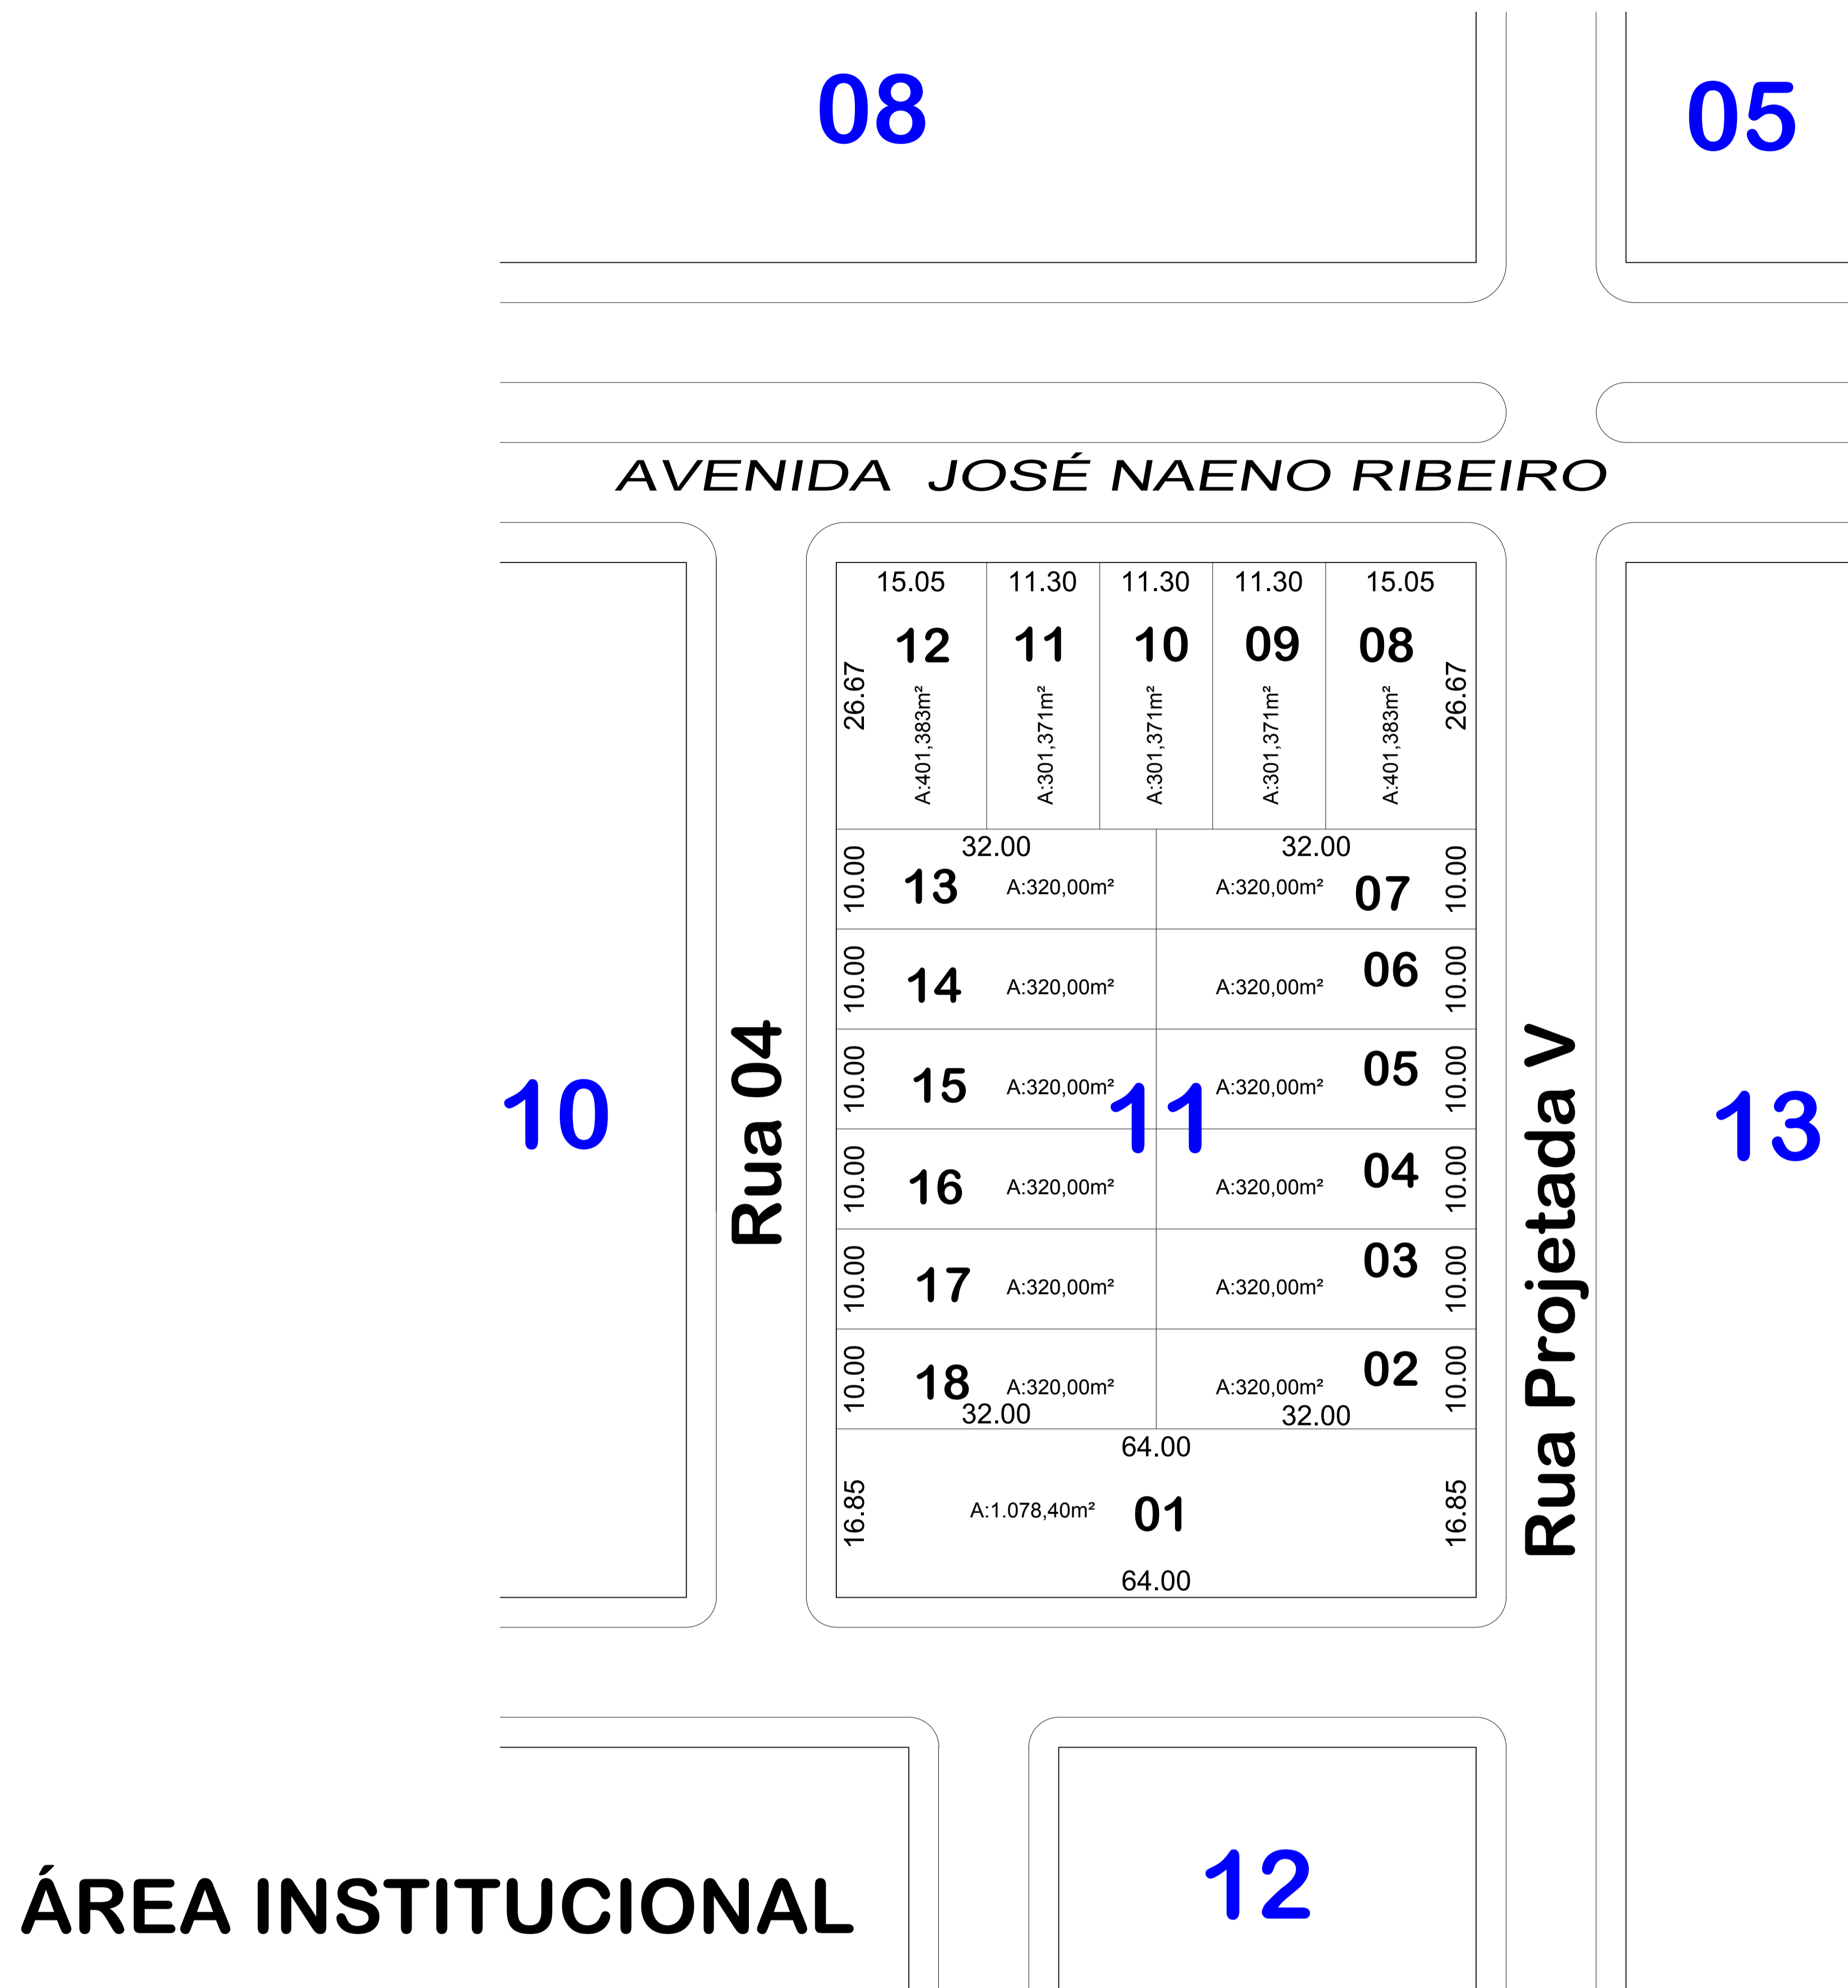 08
05
AVENIDA JOSÉ NAENO RIBEIRO
15.05 11.30 11.30 11.30 15.05
12 11 10 09 08
26.67 26.67
A:401,383m² A:301,371m² A:301,371m² A:301,371m² A:401,383m²
32.00 32.00
10.00 13 A:320,00m² A:320,00m² 07 10.00
10.00 14 A:320,00m² A:320,00m² 06 10.00
10.00 15 A:320,00m² A:320,00m² 05 10.00
10 Rua 04 11 Rua Projetada V 13
10.00 16 A:320,00m² A:320,00m² 04 10.00
10.00 17 A:320,00m² A:320,00m² 03 10.00
10.00 18 A:320,00m² A:320,00m² 02 10.00
32.00 32.00
64.00
16.85 A:1.078,40m² 01 16.85
64.00
12
ÁREA INSTITUCIONAL